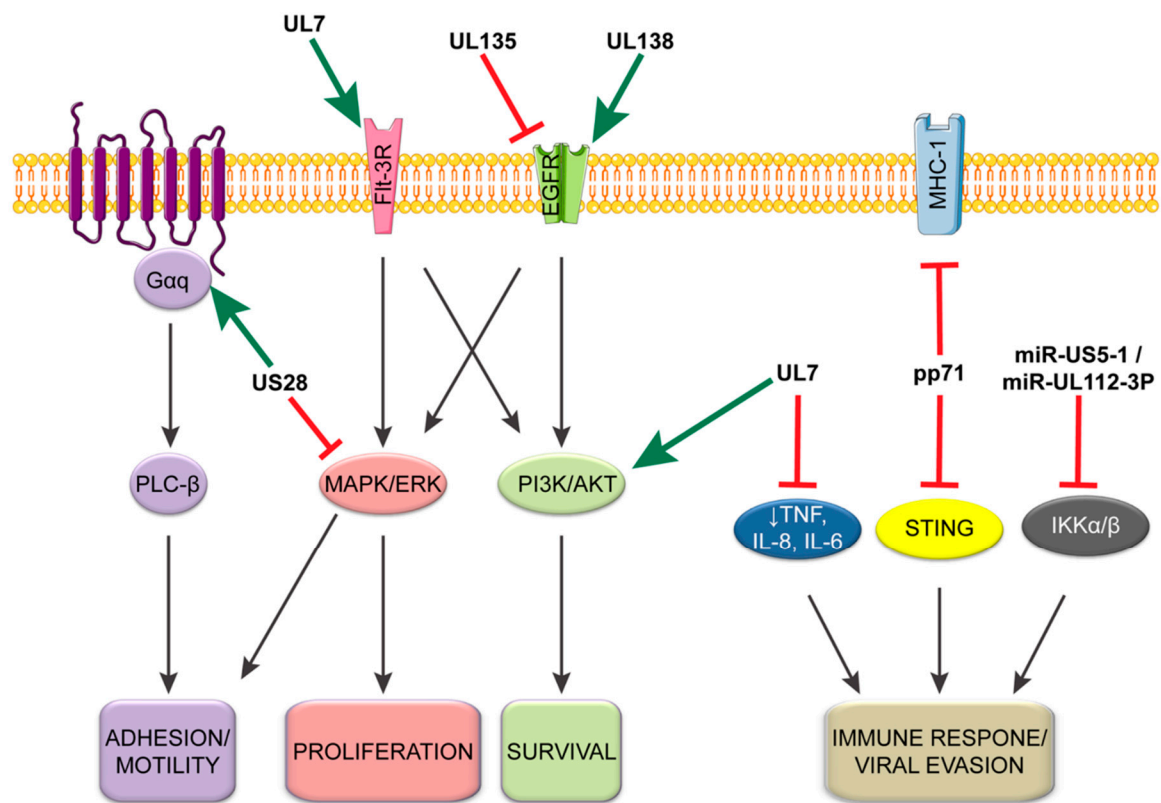 UL7
UL135
UL138
Flt-3R
EGFR
MHC-1
Gαq
US28
UL7
pp71
miR-US5-1 /
miR-UL112-3P
PLC-β
MAPK/ERK
PI3K/AKT
↓TNF,
IL-8, IL-6
STING
IKKα/β
ADHESION/
MOTILITY
PROLIFERATION
SURVIVAL
IMMUNE RESPONE/
VIRAL EVASION